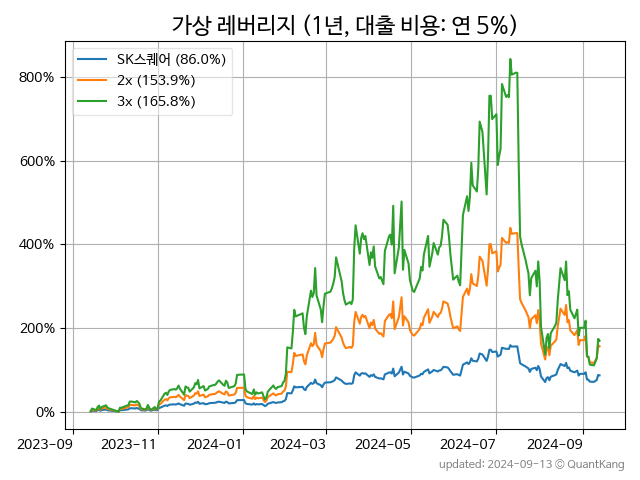 가상 레버리지 (1년, 대출 비용: 연 5%)
SK스퀘어 (86.0%)
2x (153.9%)
3x (165.8%)
800%
600%
400%
200%
0%
2023-09 2023-11 2024-01 2024-03 2024-05 2024-07 2024-09
updated: 2024-09-13 © QuantKang